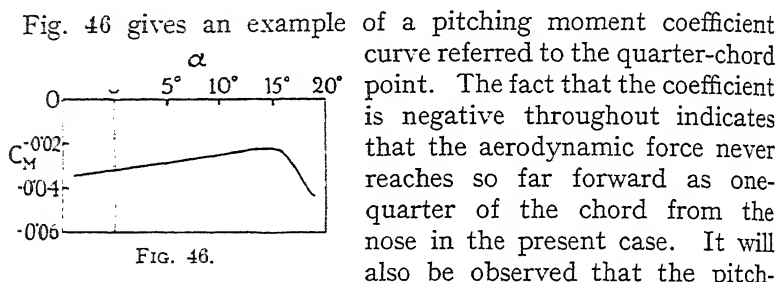 Fig. 46 gives an example of a pitching moment coefficient
curve referred to the quarter-chord
point. The fact that the coefficient
is negative throughout indicates
that the aerodynamic force never
reaches so far forward as one-
quarter of the chord from the
nose in the present case. It will
also be observed that the pitch-
α
5° 10° 15° 20°
0
-0·02
C_M
-0·04
-0·06
FIG. 46.